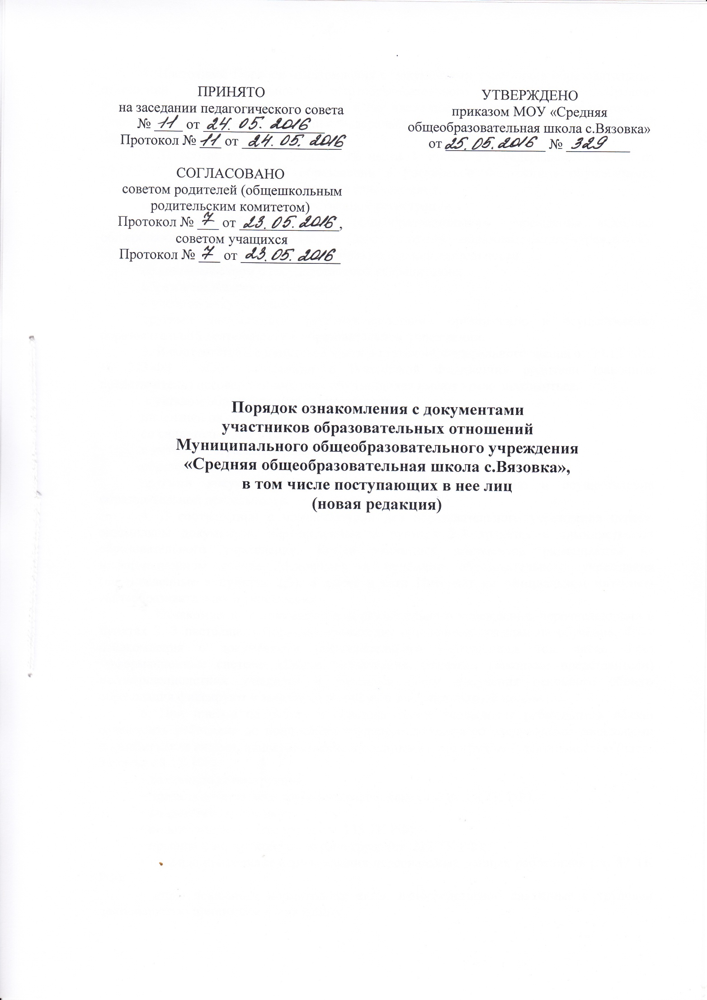 ПРИНЯТО
на заседании педагогического совета
№ 11 от 24. 05. 2016
Протокол № 11 от 24. 05. 2016
СОГЛАСОВАНО
советом родителей (общешкольным
родительским комитетом)
Протокол № 7 от 23. 05. 2016,
советом учащихся
Протокол № 7 от 23. 05. 2016
УТВЕРЖДЕНО
приказом МОУ «Средняя
общеобразовательная школа с.Вязовка»
от 25. 05. 2016 № 329
Порядок ознакомления с документами
участников образовательных отношений
Муниципального общеобразовательного учреждения
«Средняя общеобразовательная школа с.Вязовка»,
в том числе поступающих в нее лиц
(новая редакция)